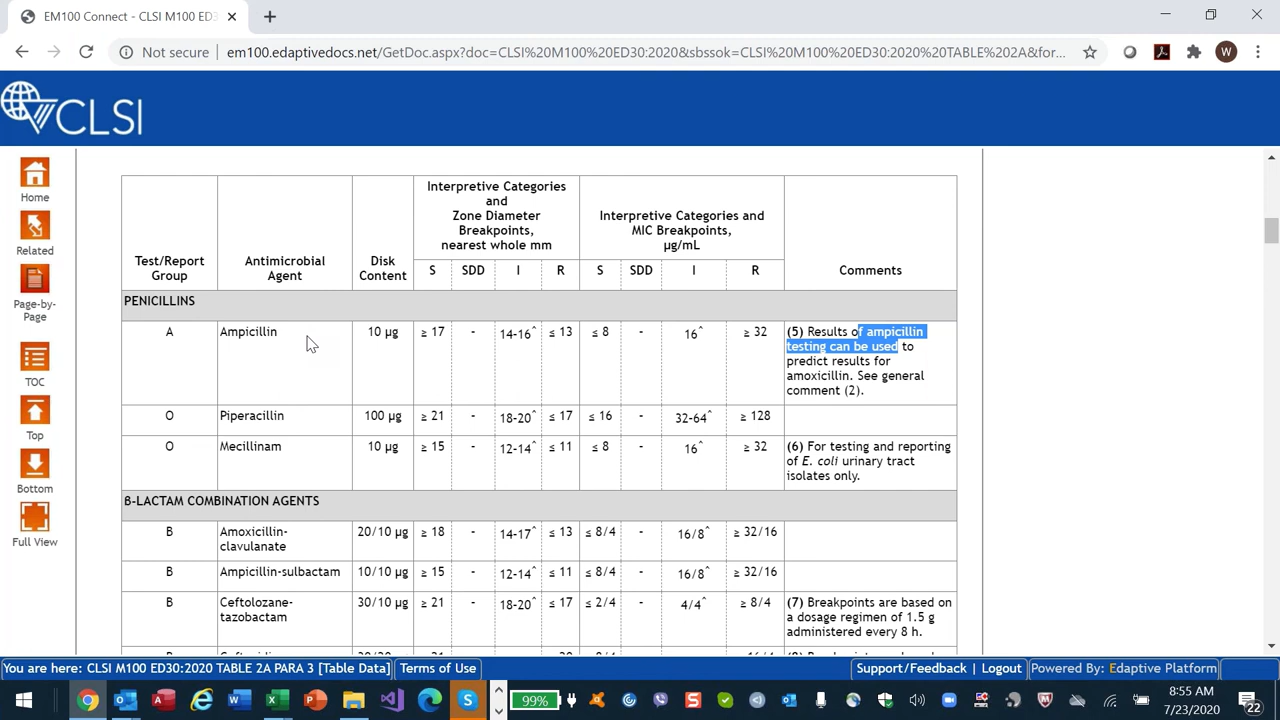 EM100 Connect - CLSI M100 ED30
Not secure
em100.edaptivedocs.net/GetDoc.aspx?doc=CLSI%20M100%20ED30:2020&sbssok=CLSI%20M100%20ED30:2020%20TABLE%202A&for...
W
CLSI
Home
Related
Page-by-
Page
TOC
Top
Bottom
Full View
Test/Report
Group
Antimicrobial
Agent
Disk
Content
Interpretive Categories
and
Zone Diameter
Breakpoints,
nearest whole mm
Interpretive Categories and
MIC Breakpoints,
µg/mL
S SDD I R S SDD I R
Comments
PENICILLINS
A Ampicillin 10 µg ≥ 17 - 14-16^ ≤ 13 ≤ 8 - 16^ ≥ 32 (5) Results of ampicillin
testing can be used to
predict results for
amoxicillin. See general
comment (2).
O Piperacillin 100 µg ≥ 21 - 18-20^ ≤ 17 ≤ 16 - 32-64^ ≥ 128
O Mecillinam 10 µg ≥ 15 - 12-14^ ≤ 11 ≤ 8 - 16^ ≥ 32 (6) For testing and reporting
of E. coli urinary tract
isolates only.
B-LACTAM COMBINATION AGENTS
B Amoxicillin- 20/10 µg ≥ 18 - 14-17^ ≤ 13 ≤ 8/4 - 16/8^ ≥ 32/16
clavulanate
B Ampicillin-sulbactam 10/10 µg ≥ 15 - 12-14^ ≤ 11 ≤ 8/4 - 16/8^ ≥ 32/16
B Ceftolozane- 30/10 µg ≥ 21 - 18-20^ ≤ 17 ≤ 2/4 - 4/4^ ≥ 8/4 (7) Breakpoints are based on
tazobactam a dosage regimen of 1.5 g
administered every 8 h.
You are here: CLSI M100 ED30:2020 TABLE 2A PARA 3 [Table Data] Terms of Use Support/Feedback Logout Powered By: Edaptive Platform
99%
8:55 AM
7/23/2020
22